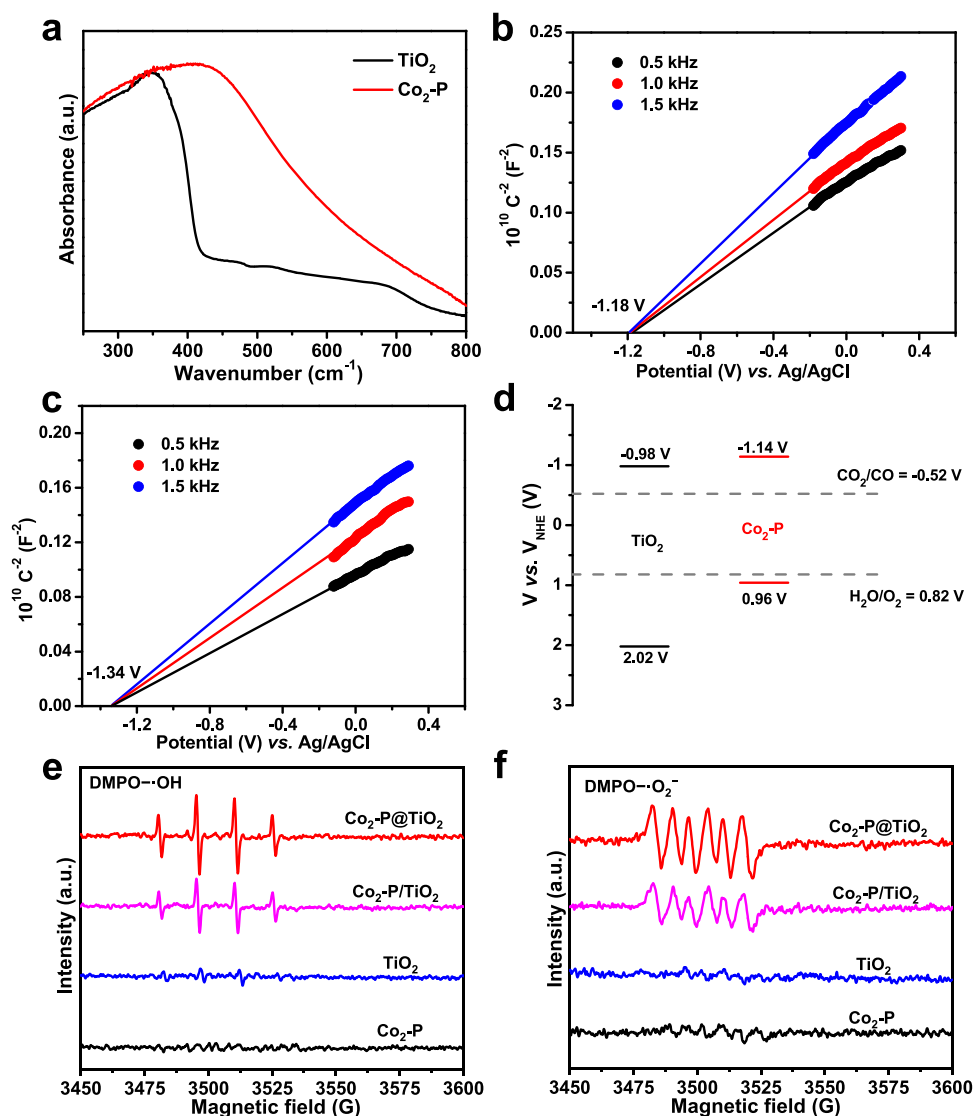 a
TiO₂
Co₂-P
Absorbance (a.u.)
300 400 500 600 700 800
Wavenumber (cm⁻¹)
b
0.5 kHz
1.0 kHz
1.5 kHz
0.25
0.20
0.15
0.10
0.05
0.00
10¹⁰ C⁻² (F⁻²)
-1.18 V
-1.2 -0.8 -0.4 0.0 0.4
Potential (V) vs. Ag/AgCl
c
0.5 kHz
1.0 kHz
1.5 kHz
0.20
0.16
0.12
0.08
0.04
0.00
10¹⁰ C⁻² (F⁻²)
-1.34 V
-1.2 -0.8 -0.4 0.0 0.4
Potential (V) vs. Ag/AgCl
d
-2
-1
0
1
2
3
V vs. V_NHE (V)
-0.98 V
-1.14 V
CO₂/CO = -0.52 V
TiO₂
Co₂-P
0.96 V
H₂O/O₂ = 0.82 V
2.02 V
e
DMPO–·OH
Co₂-P@TiO₂
Co₂-P/TiO₂
TiO₂
Co₂-P
Intensity (a.u.)
3450 3475 3500 3525 3550 3575 3600
Magnetic field (G)
f
DMPO–·O₂⁻
Co₂-P@TiO₂
Co₂-P/TiO₂
TiO₂
Co₂-P
Intensity (a.u.)
3450 3475 3500 3525 3550 3575 3600
Magnetic field (G)